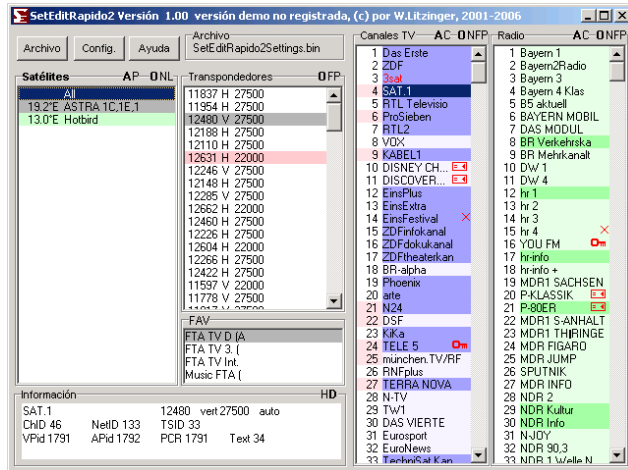 SetEditRapido2 Versión 1.00 versión demo no registrada, (c) por W.Litzinger, 2001-2006
Archivo
Config.
Ayuda
Archivo
SetEditRapido2Settings.bin
Satélites A P O N L
All
19.2°E ASTRA 1C,1E,1
13.0°E Hotbird
Transpondedores O F P
11837 H 27500
11954 H 27500
12480 V 27500
12188 H 27500
12110 H 27500
12631 H 22000
12246 V 27500
12148 H 27500
12285 V 27500
12662 H 22000
12460 H 27500
12226 H 27500
12604 H 22000
12266 H 27500
12422 H 27500
11597 V 22000
11778 V 27500
FAV
FTA TV D (A
FTA TV 3. (
FTA TV Int.
Music FTA (
Información HD
SAT.1 12480 vert 27500 auto
ChID 46 NetID 133 TSID 33
VPid 1791 APid 1792 PCR 1791 Text 34
Canales TV A C O N F P
1 Das Erste
2 ZDF
3 3sat
4 SAT.1
5 RTL Televisio
6 ProSieben
7 RTL2
8 VOX
9 KABEL1
10 DISNEY CH...
11 DISCOVER...
12 EinsPlus
13 EinsExtra
14 EinsFestival
15 ZDFinfokanal
16 ZDFdokukanal
17 ZDFtheaterkan
18 BR-alpha
19 Phoenix
20 arte
21 N24
22 DSF
23 KiKa
24 TELE 5
25 münchen.TV/RF
26 RNFplus
27 TERRA NOVA
28 N-TV
29 TW1
30 DAS VIERTE
31 Eurosport
32 EuroNews
33 TechniSat Kan
Radio A C O N F P
1 Bayern 1
2 Bayern2Radio
3 Bayern 3
4 Bayern 4 Klas
5 B5 aktuell
6 BAYERN MOBIL
7 DAS MODUL
8 BR Verkehrska
9 BR Mehrkanalt
10 DW 1
11 DW 4
12 hr 1
13 hr 2
14 hr 3
15 hr 4
16 YOU FM
17 hr-info
18 hr-info +
19 MDR1 SACHSEN
20 P-KLASSIK
21 P-80ER
22 MDR1 S-ANHALT
23 MDR1 THÜRINGE
24 MDR FIGARO
25 MDR JUMP
26 SPUTNIK
27 MDR INFO
28 NDR 2
29 NDR Kultur
30 NDR Info
31 N-JOY
32 NDR 90,3
33 NDR 1 Welle N